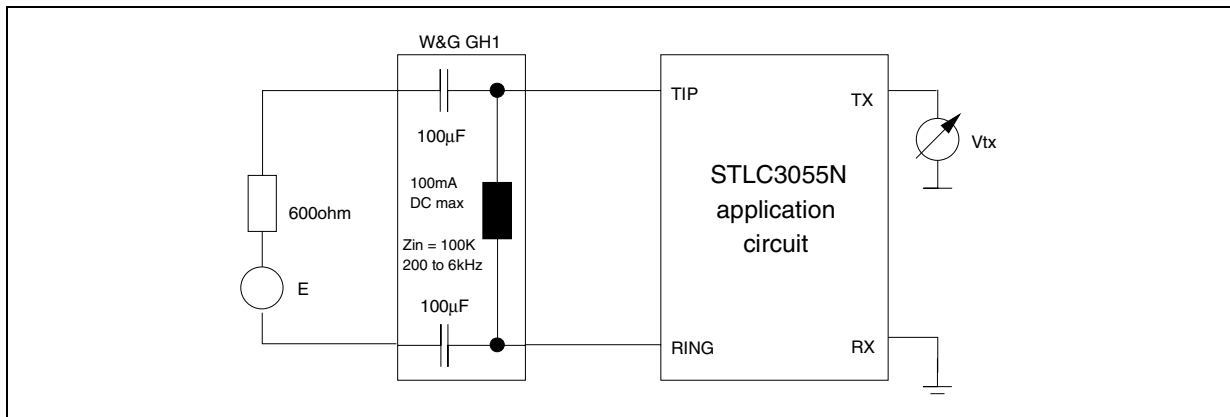 W&G GH1
100μF
100mA
DC max
Zin = 100K
200 to 6kHz
100μF
600ohm
E
TIP
RING
STLC3055N
application
circuit
TX
RX
Vtx